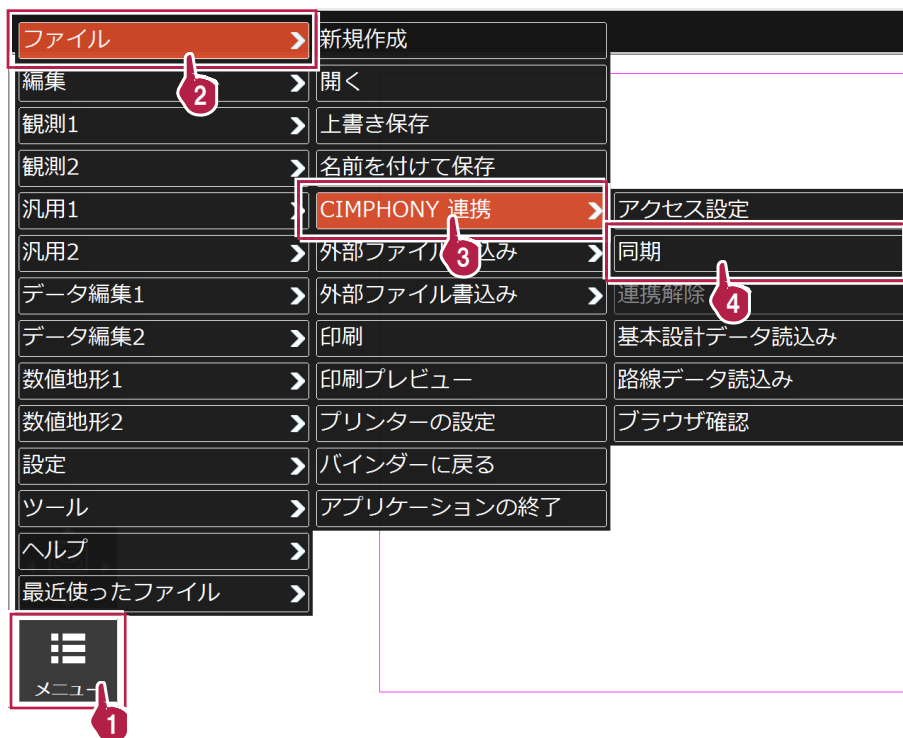 ファイル
編集
観測1
観測2
汎用1
汎用2
データ編集1
データ編集2
数値地形1
数値地形2
設定
ツール
ヘルプ
最近使ったファイル
メニュー
新規作成
開く
上書き保存
名前を付けて保存
CIMPHONY 連携
外部ファイル 込み
外部ファイル書込み
印刷
印刷プレビュー
プリンターの設定
バインダーに戻る
アプリケーションの終了
アクセス設定
同期
連携解除
基本設計データ読込み
路線データ読込み
ブラウザ確認
1
2
3
4